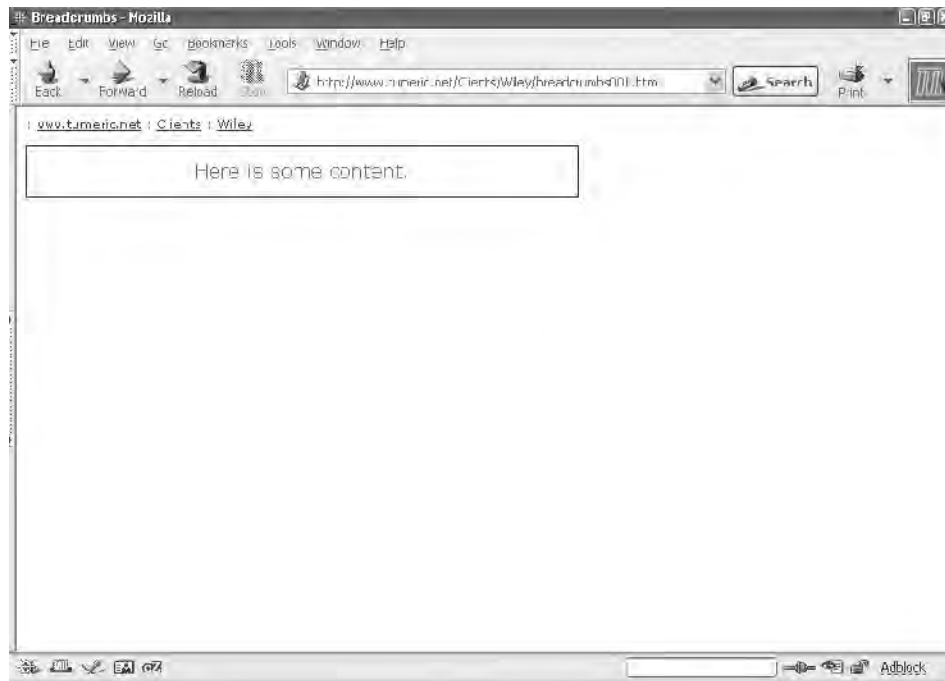 Breadcrumbs - Mozilla
File Edit View Go Bookmarks Tools Window Help
Back Forward Reload Stop http://www.tumeric.net/Clients/Wiley/breadcrumbs001.htm Search Print
: www.tumeric.net : Clients : Wiley
Here is some content.
Adblock